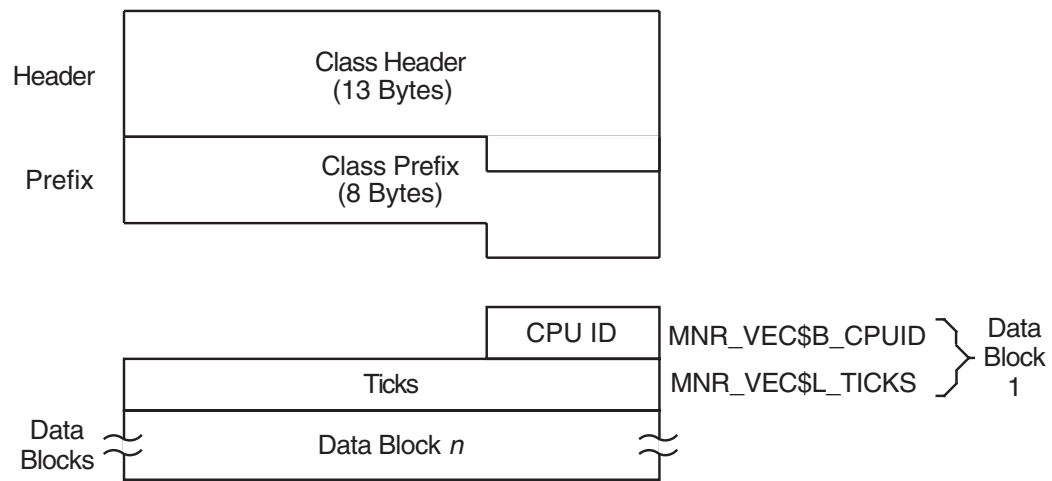 Header
Class Header
(13 Bytes)
Prefix
Class Prefix
(8 Bytes)
CPU ID
MNR_VEC$B_CPUID
Ticks
MNR_VEC$L_TICKS
Data
Block
1
Data
Blocks
Data Block n